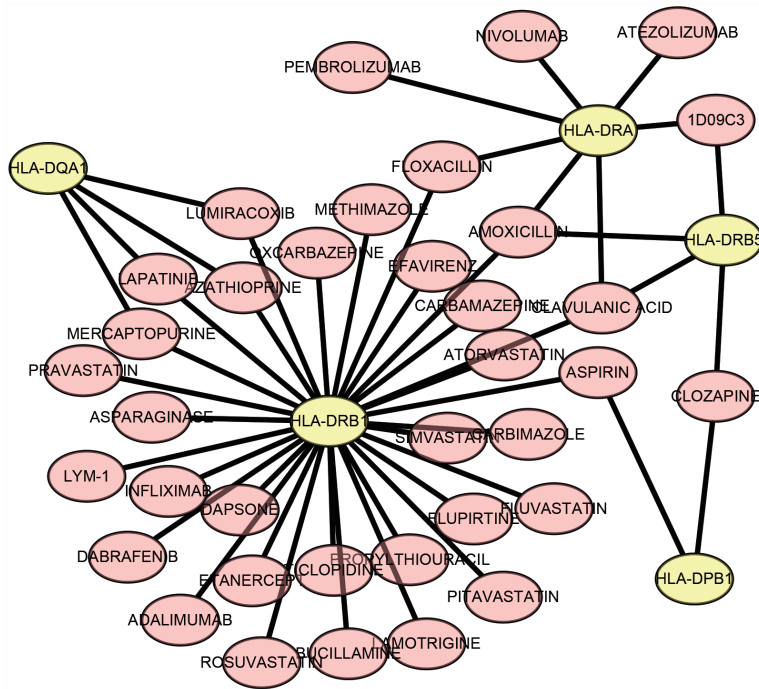 NIVOLUMAB
ATEZOLIZUMAB
PEMBROLIZUMAB
HLA-DRA
1D09C3
HLA-DQA1
FLOXACILLIN
LUMIRACOXIB
METHIMAZOLE
AMOXICILLIN
HLA-DRB5
OXCARBAZEPINE
EFAVIRENZ
LAPATINIB
AZATHIOPRINE
CARBAMAZEPINE
CLAVULANIC ACID
MERCAPTOPURINE
ATORVASTATIN
PRAVASTATIN
ASPIRIN
CLOZAPINE
ASPARAGINASE
HLA-DRB1
SIMVASTATIN
CARBIMAZOLE
LYM-1
INFLIXIMAB
DAPSONE
FLUPIRTINE
FLUVASTATIN
DABRAFENIB
ETANERCEPT
TICLOPIDINE
PROPYLTHIOURACIL
HLA-DPB1
PITAVASTATIN
ADALIMUMAB
ROSUVASTATIN
BUCILLAMINE
LAMOTRIGINE